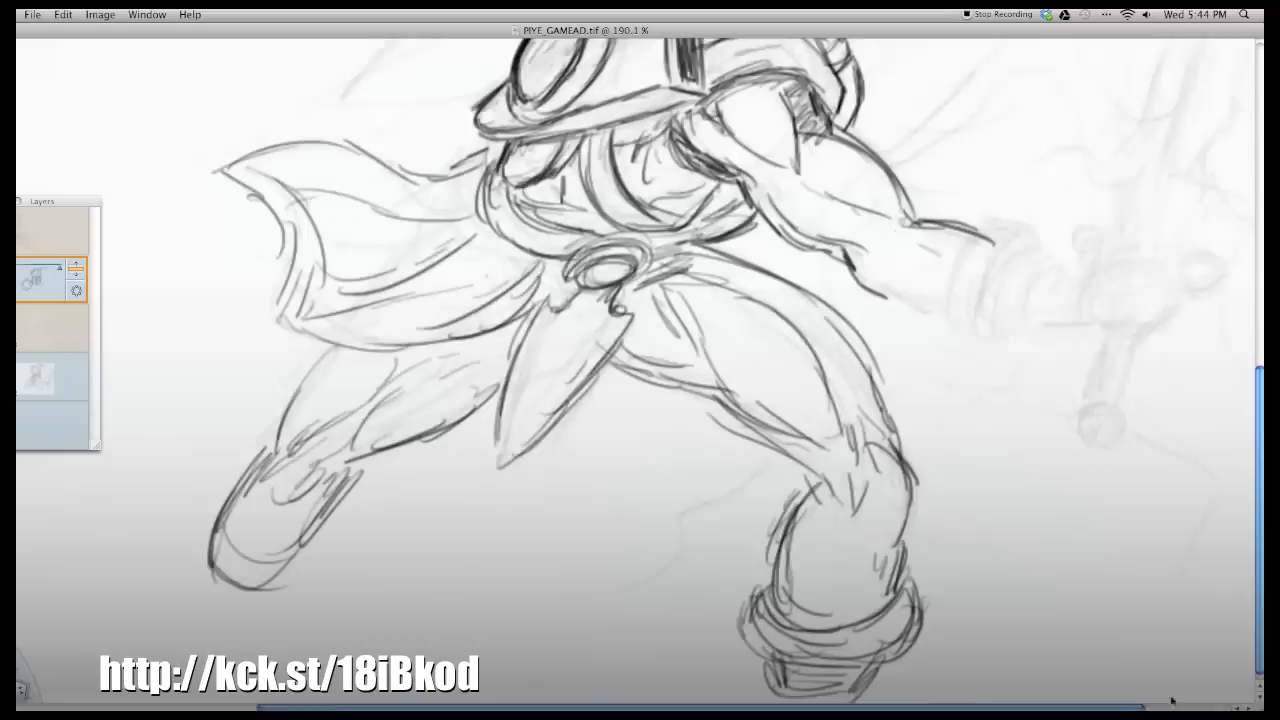 File Edit Image Window Help
Stop Recording
Wed 5:44 PM
PIYE_GAMEAD.tif @ 190.1 %
Layers
http://kck.st/18iBkod